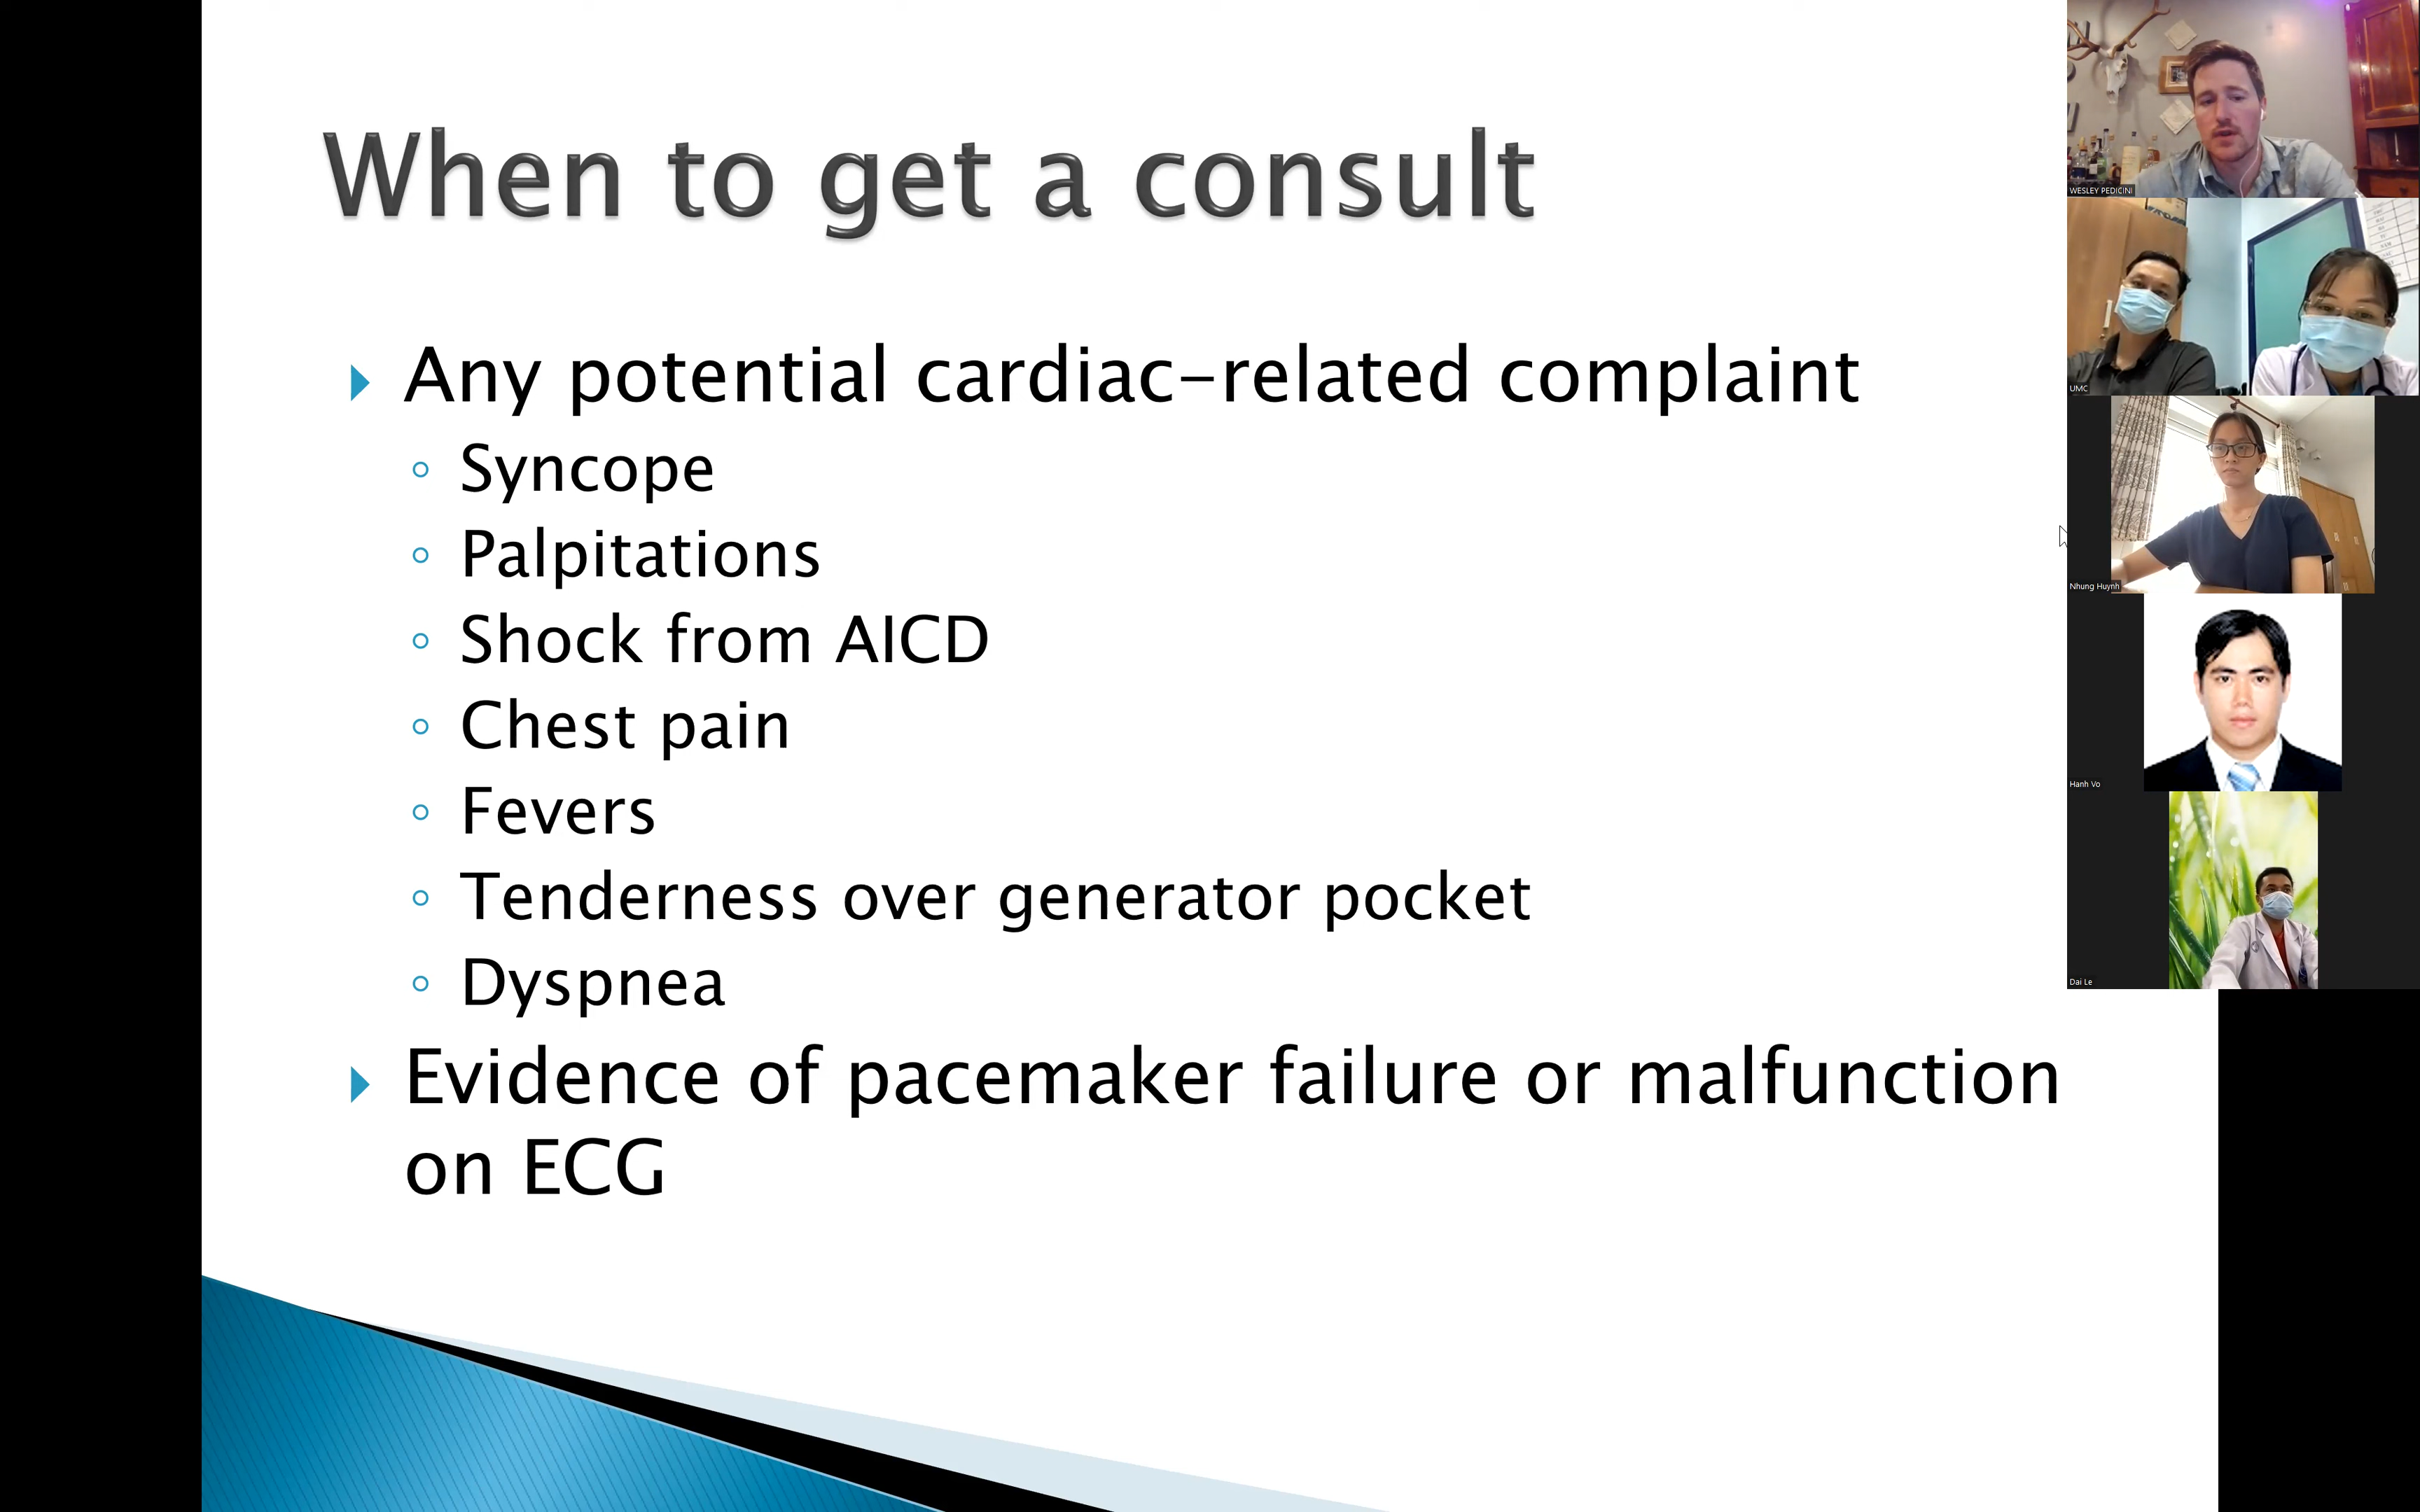 When to get a consult
Any potential cardiac-related complaint
Syncope
Palpitations
Shock from AICD
Chest pain
Fevers
Tenderness over generator pocket
Dyspnea
Evidence of pacemaker failure or malfunction
on ECG
WESLEY PEDICINI
UMC
Nhung Huynh
Hanh Vo
Dai Le